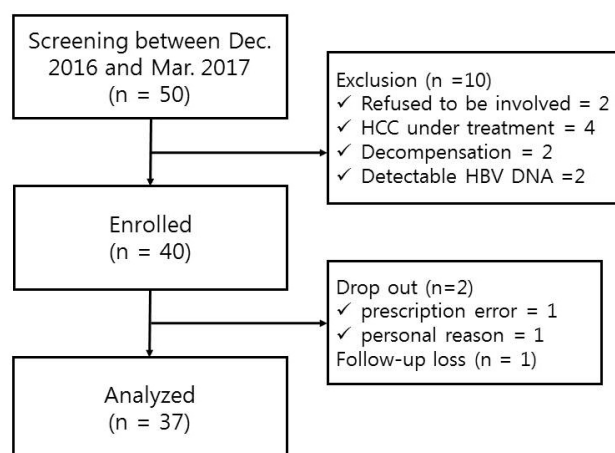 Screening between Dec.
2016 and Mar. 2017
(n = 50)
Exclusion (n =10)
✓ Refused to be involved = 2
✓ HCC under treatment = 4
✓ Decompensation = 2
✓ Detectable HBV DNA =2
Enrolled
(n = 40)
Drop out (n=2)
✓ prescription error = 1
✓ personal reason = 1
Follow-up loss (n = 1)
Analyzed
(n = 37)